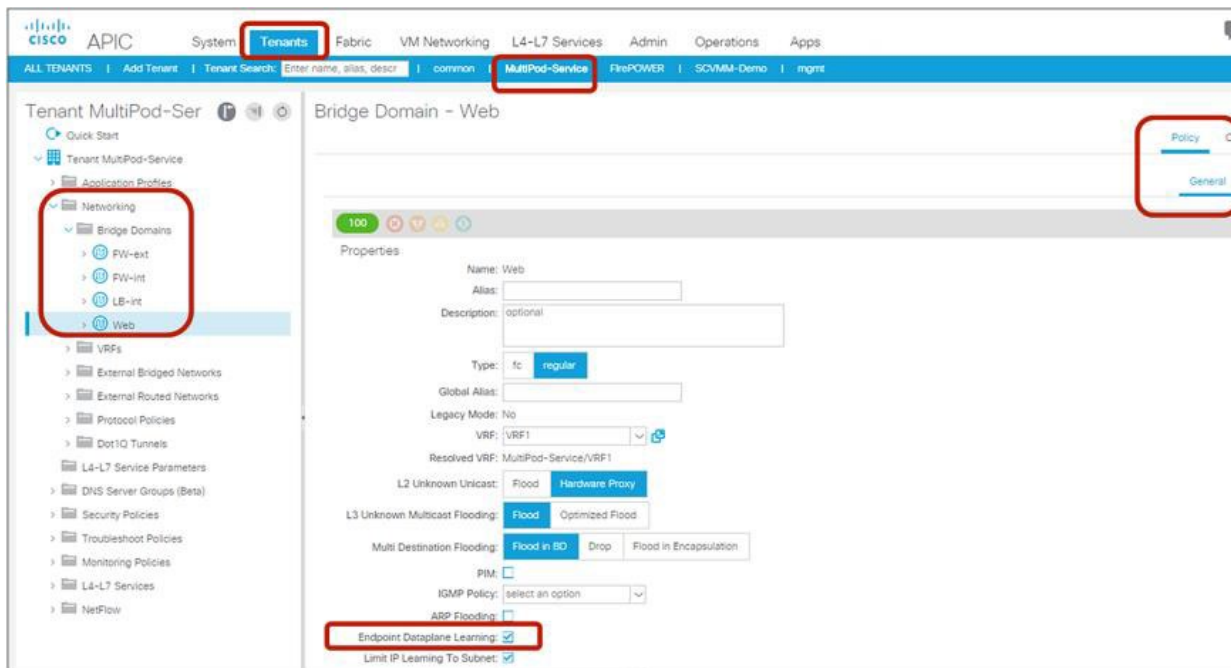 CISCO APIC
System Tenants Fabric VM Networking L4-L7 Services Admin Operations Apps
ALL TENANTS | Add Tenant | Tenant Search: Enter name, alias, descr | common | MultiPod-Service FirePOWER | SCVMM-Demo | mgmt
Tenant MultiPod-Ser
Quick Start
Tenant MultiPod-Service
Application Profiles
Networking
Bridge Domains
FW-ext
FW-int
LB-int
Web
VRFs
External Bridged Networks
External Routed Networks
Protocol Policies
Dot1Q Tunnels
L4-L7 Service Parameters
DNS Server Groups (Beta)
Security Policies
Troubleshoot Policies
Monitoring Policies
L4-L7 Services
NetFlow
Bridge Domain - Web
Policy
General
100
Properties
Name: Web
Alias:
Description: optional
Type: fc regular
Global Alias:
Legacy Mode: No
VRF: VRF1
Resolved VRF: MultiPod-Service/VRF1
L2 Unknown Unicast: Flood Hardware Proxy
L3 Unknown Multicast Flooding: Flood Optimized Flood
Multi Destination Flooding: Flood in BD Drop Flood in Encapsulation
PIM:
IGMP Policy: select an option
ARP Flooding:
Endpoint Dataplane Learning:
Limit IP Learning To Subnet: